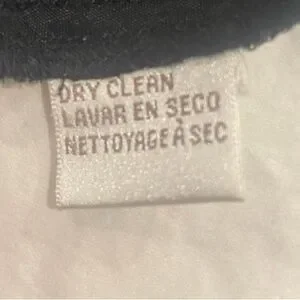 DRY CLEAN
LAVAR EN SECO
NETTOYAGE À SEC